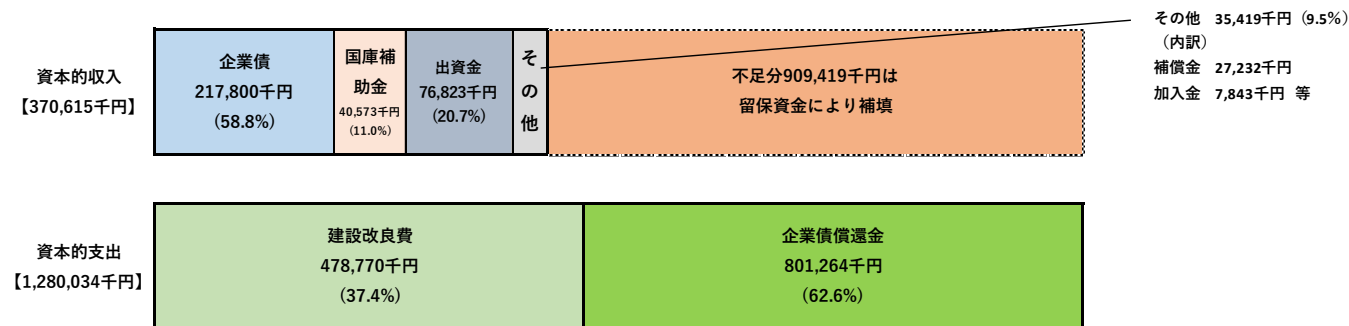 資本的収入
【370,615千円】
企業債
217,800千円
（58.8%）
国庫補
助金
40,573千円
（11.0%）
出資金
76,823千円
（20.7%）
そ
の
他
不足分909,419千円は
留保資金により補填
その他　35,419千円（9.5%）
（内訳）
補償金　27,232千円
加入金　7,843千円　等
資本的支出
【1,280,034千円】
建設改良費
478,770千円
（37.4%）
企業債償還金
801,264千円
（62.6%）